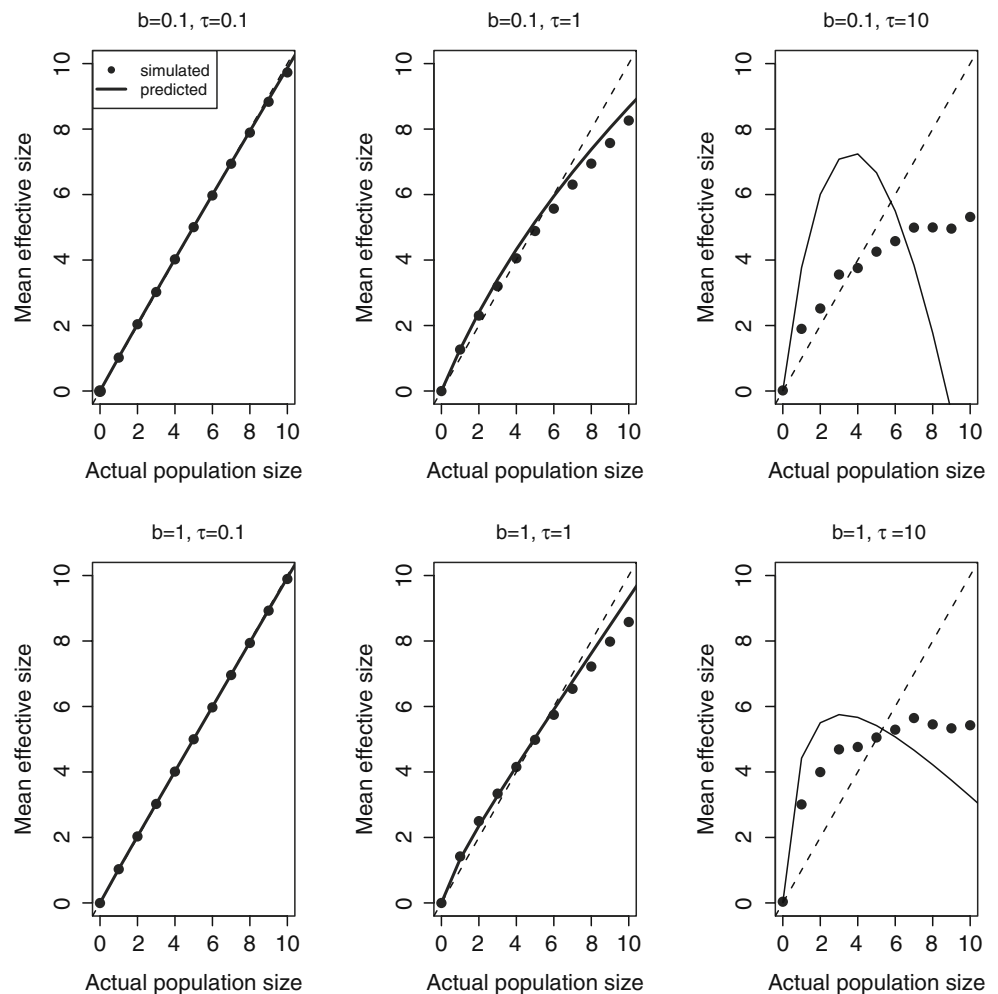 b=0.1, τ=0.1
Mean effective size
10
8
6
4
2
0
simulated
predicted
0 2 4 6 8 10
Actual population size
b=0.1, τ=1
Mean effective size
10
8
6
4
2
0
0 2 4 6 8 10
Actual population size
b=0.1, τ=10
Mean effective size
10
8
6
4
2
0
0 2 4 6 8 10
Actual population size
b=1, τ=0.1
Mean effective size
10
8
6
4
2
0
0 2 4 6 8 10
Actual population size
b=1, τ=1
Mean effective size
10
8
6
4
2
0
0 2 4 6 8 10
Actual population size
b=1, τ =10
Mean effective size
10
8
6
4
2
0
0 2 4 6 8 10
Actual population size